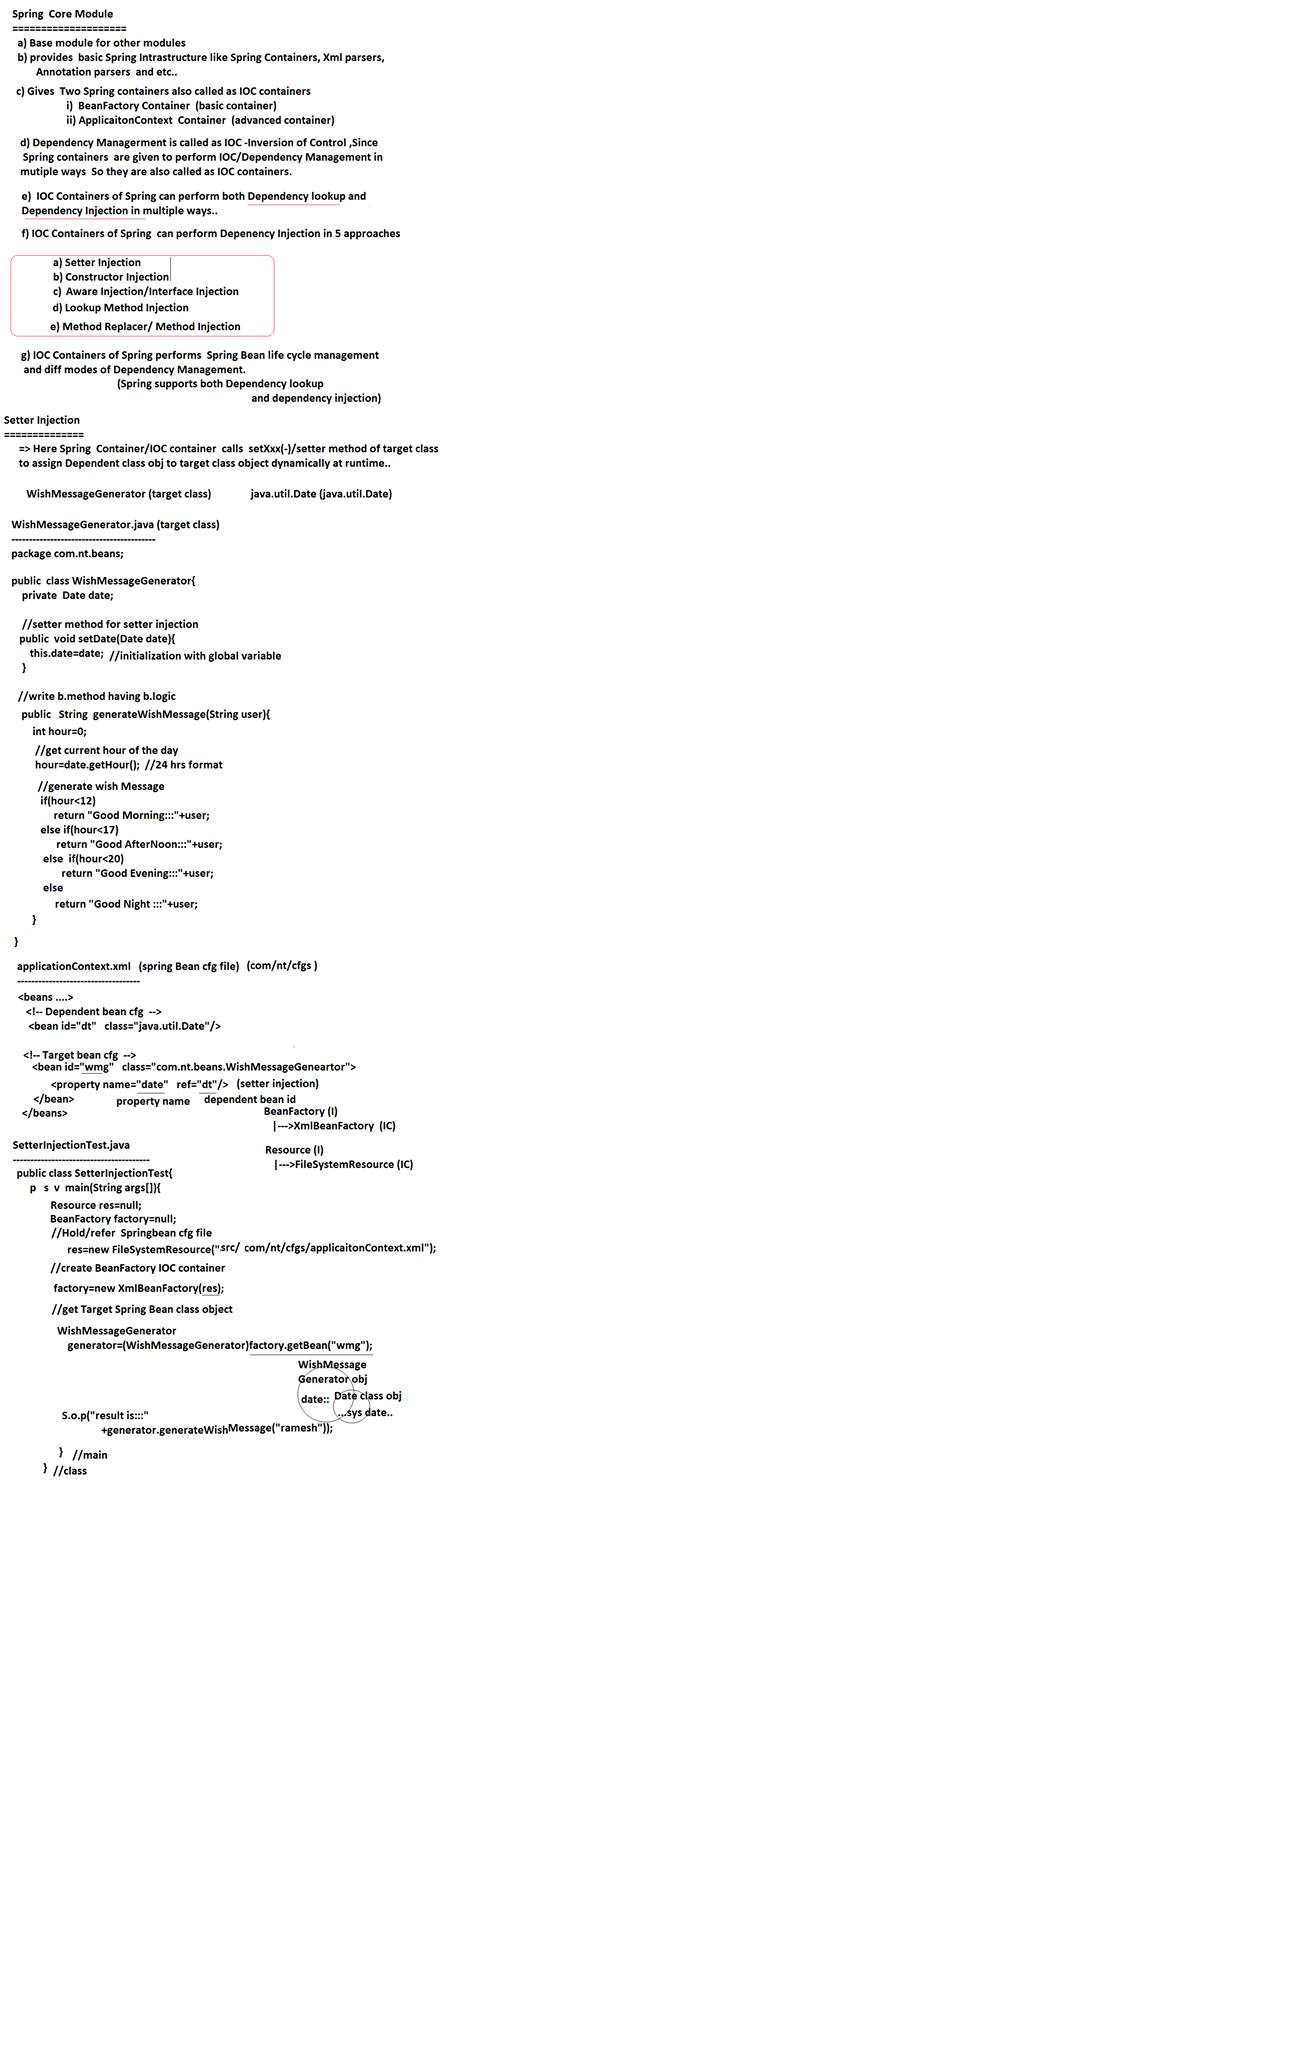 Spring  Core Module
====================
a) Base module for other modules
b) provides  basic Spring Intrastructure like Spring Containers, Xml parsers,
Annotation parsers  and etc..
c) Gives  Two Spring containers also called as IOC containers
i)  BeanFactory Container  (basic container)
ii) ApplicaitonContext  Container  (advanced container)
d) Dependency Managerment is called as IOC -Inversion of Control ,Since
Spring containers  are given to perform IOC/Dependency Management in
mutiple ways  So they are also called as IOC containers.
e)  IOC Containers of Spring can perform both Dependency lookup and
Dependency Injection in multiple ways..
f) IOC Containers of Spring  can perform Depenency Injection in 5 approaches
a) Setter Injection
b) Constructor Injection
c)  Aware Injection/Interface Injection
d) Lookup Method Injection
e) Method Replacer/ Method Injection
g) IOC Containers of Spring performs  Spring Bean life cycle management
and diff modes of Dependency Management.
(Spring supports both Dependency lookup
and dependency injection)
Setter Injection
==============
=> Here Spring  Container/IOC container  calls  setXxx(-)/setter method of target class
to assign Dependent class obj to target class object dynamically at runtime..
WishMessageGenerator (target class)    java.util.Date (java.util.Date)
WishMessageGenerator.java (target class)
-----------------------------------------
package com.nt.beans;
public  class WishMessageGenerator{
private  Date date;
//setter method for setter injection
public  void setDate(Date date){
this.date=date;  //initialization with global variable
}
//write b.method having b.logic
public   String  generateWishMessage(String user){
int hour=0;
//get current hour of the day
hour=date.getHour();  //24 hrs format
//generate wish Message
if(hour<12)
return "Good Morning:::"+user;
else if(hour<17)
return "Good AfterNoon:::"+user;
else  if(hour<20)
return "Good Evening:::"+user;
else
return "Good Night :::"+user;
}
}
applicationContext.xml   (spring Bean cfg file)   (com/nt/cfgs )
-----------------------------------
<beans ....>
<!-- Dependent bean cfg  -->
<bean id="dt"   class="java.util.Date"/>
<!-- Target bean cfg  -->
<bean id="wmg"   class="com.nt.beans.WishMessageGeneartor">
<property name="date"   ref="dt"/>   (setter injection)
</bean>    property name    dependent bean id
</beans>
BeanFactory (I)
|--->XmlBeanFactory  (IC)
Resource (I)
|--->FileSystemResource (IC)
SetterInjectionTest.java
---------------------------------------
public class SetterInjectionTest{
p   s  v  main(String args[]){
Resource res=null;
BeanFactory factory=null;
//Hold/refer  Springbean cfg file
res=new FileSystemResource("src/  com/nt/cfgs/applicaitonContext.xml");
//create BeanFactory IOC container
factory=new XmlBeanFactory(res);
//get Target Spring Bean class object
WishMessageGenerator
generator=(WishMessageGenerator)factory.getBean("wmg");
WishMessage
Generator obj
date::  Date class obj
...sys date..
S.o.p("result is:::"
+generator.generateWishMessage("ramesh"));
}   //main
}  //class